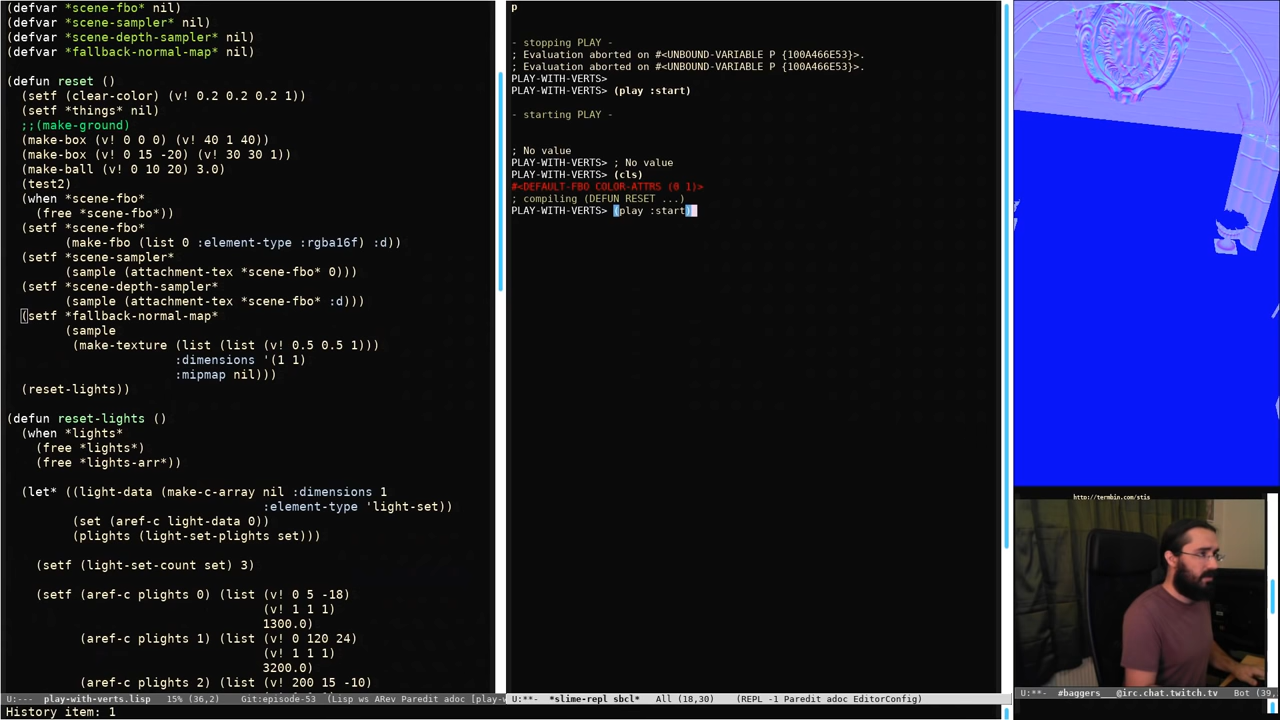 (defvar *scene-fbo* nil)
(defvar *scene-sampler* nil)
(defvar *scene-depth-sampler* nil)
(defvar *fallback-normal-map* nil)
(defun reset ()
  (setf (clear-color) (v! 0.2 0.2 0.2 1))
  (setf *things* nil)
  ;;(make-ground)
  (make-box (v! 0 0 0) (v! 40 1 40))
  (make-box (v! 0 15 -20) (v! 30 30 1))
  (make-ball (v! 0 10 20) 3.0)
  (test2)
  (when *scene-fbo*
    (free *scene-fbo*))
  (setf *scene-fbo*
        (make-fbo (list 0 :element-type :rgba16f) :d))
  (setf *scene-sampler*
        (sample (attachment-tex *scene-fbo* 0)))
  (setf *scene-depth-sampler*
        (sample (attachment-tex *scene-fbo* :d)))
  (setf *fallback-normal-map*
        (sample
         (make-texture (list (list (v! 0.5 0.5 1)))
                       :dimensions '(1 1)
                       :mipmap nil)))
  (reset-lights))
(defun reset-lights ()
  (when *lights*
    (free *lights*)
    (free *lights-arr*))
  (let* ((light-data (make-c-array nil :dimensions 1
                                   :element-type 'light-set))
         (set (aref-c light-data 0))
         (plights (light-set-plights set)))
    (setf (light-set-count set) 3)
    (setf (aref-c plights 0) (list (v! 0 5 -18)
                                   (v! 1 1 1)
                                   1300.0)
          (aref-c plights 1) (list (v! 0 120 24)
                                   (v! 1 1 1)
                                   3200.0)
          (aref-c plights 2) (list (v! 200 15 -10)
U:--- play-with-verts.lisp 15% (36,2) Git:episode-53 (Lisp ws ARev Paredit adoc [play-
History item: 1
p
- stopping PLAY -
; Evaluation aborted on #<UNBOUND-VARIABLE P {100A466E53}>.
; Evaluation aborted on #<UNBOUND-VARIABLE P {100A466E53}>.
PLAY-WITH-VERTS>
PLAY-WITH-VERTS> (play :start)
- starting PLAY -
; No value
PLAY-WITH-VERTS> ; No value
PLAY-WITH-VERTS> (cls)
#<DEFAULT-FBO COLOR-ATTRS (0 1)>
; compiling (DEFUN RESET ...)
PLAY-WITH-VERTS> (play :start)
U:**- *slime-repl sbcl* All (18,30) (REPL -1 Paredit adoc EditorConfig)
http://termbin.com/stis
U:**- #baggers__ @irc.chat.twitch.tv Bot (39,